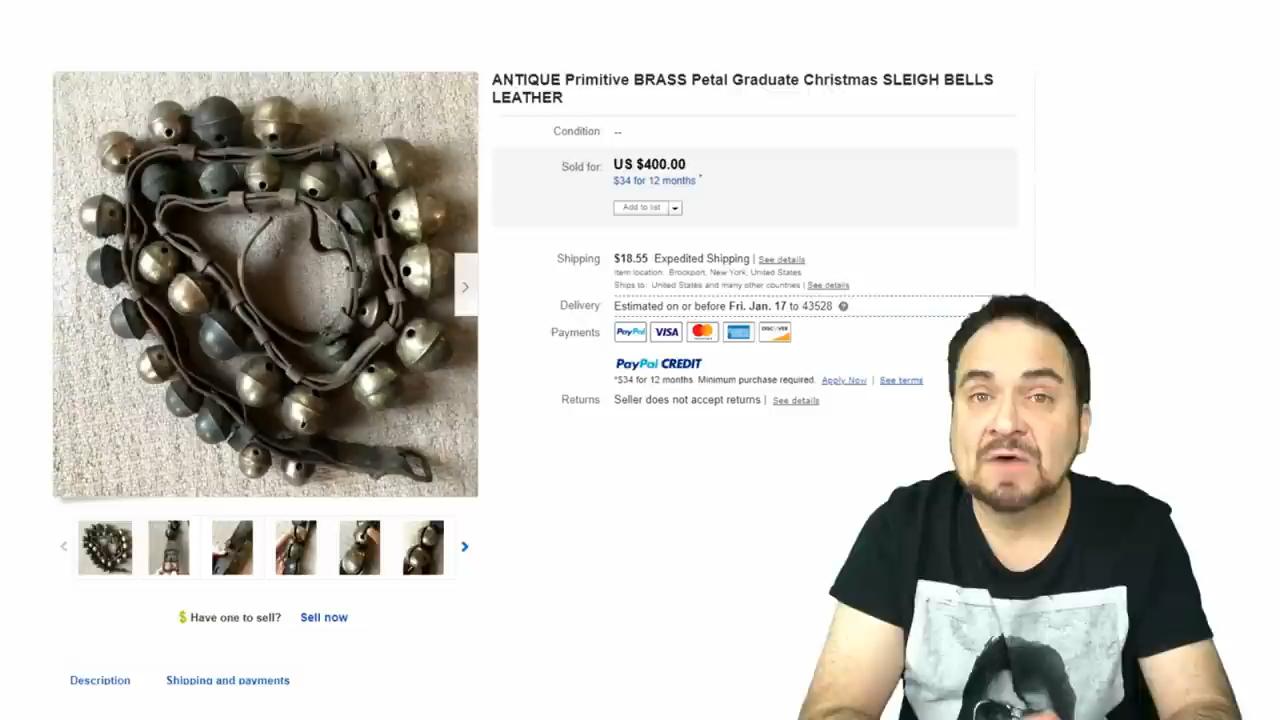 ANTIQUE Primitive BRASS Petal Graduate Christmas SLEIGH BELLS
LEATHER
Condition --
Sold for: US $400.00
$34 for 12 months *
Add to list
Shipping $18.55 Expedited Shipping | See details
Item location: Brockport, New York, United States
Ships to: United States and many other countries | See details
Delivery Estimated on or before Fri. Jan. 17 to 43528
Payments PayPal VISA MasterCard DISCOVER
PayPal CREDIT
*$34 for 12 months. Minimum purchase required. Apply Now | See terms
Returns Seller does not accept returns | See details
$ Have one to sell? Sell now
Description Shipping and payments